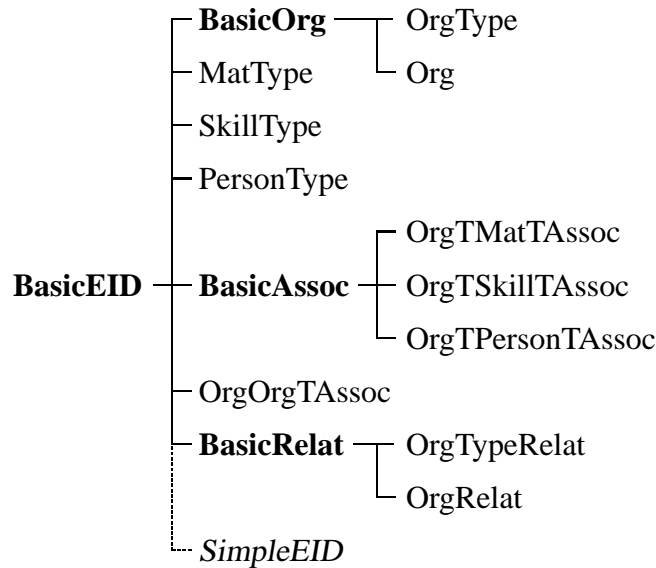 BasicOrg OrgType
MatType Org
SkillType
PersonType
OrgTMatTAssoc
BasicEID BasicAssoc OrgTSkillTAssoc
OrgTPersonTAssoc
OrgOrgTAssoc
BasicRelat OrgTypeRelat
OrgRelat
SimpleEID